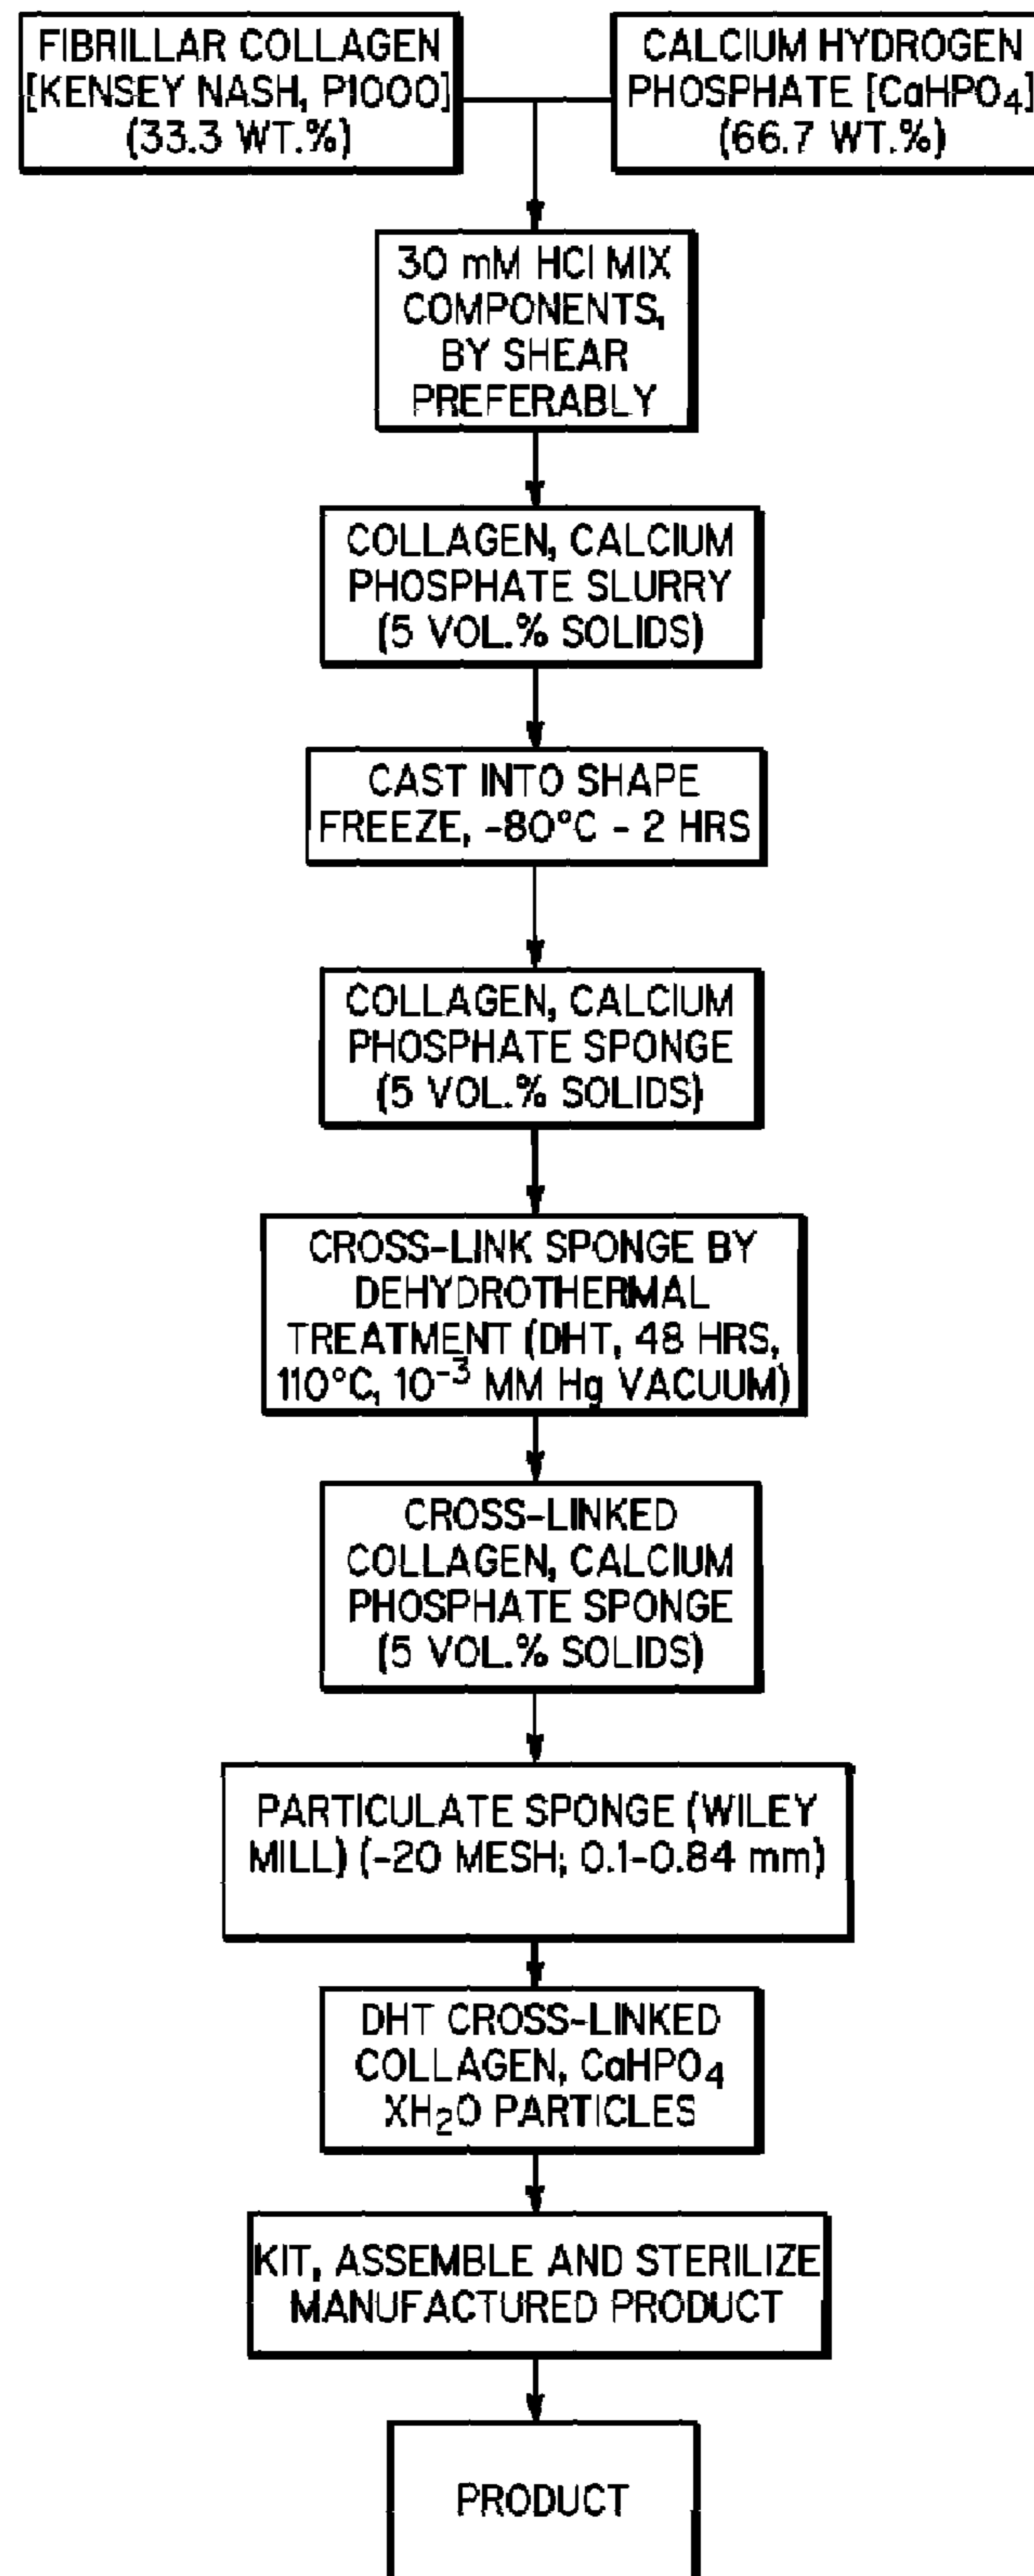 FIBRILLAR COLLAGEN
[KENSEY NASH, P1000]
(33.3 WT.%)
CALCIUM HYDROGEN
PHOSPHATE [CaHPO4]
(66.7 WT.%)
30 mM HCl MIX
COMPONENTS,
BY SHEAR
PREFERABLY
COLLAGEN, CALCIUM
PHOSPHATE SLURRY
(5 VOL.% SOLIDS)
CAST INTO SHAPE
FREEZE, -80°C - 2 HRS
COLLAGEN, CALCIUM
PHOSPHATE SPONGE
(5 VOL.% SOLIDS)
CROSS-LINK SPONGE BY
DEHYDROTHERMAL
TREATMENT (DHT, 48 HRS,
110°C, 10⁻³ MM Hg VACUUM)
CROSS-LINKED
COLLAGEN, CALCIUM
PHOSPHATE SPONGE
(5 VOL.% SOLIDS)
PARTICULATE SPONGE (WILEY
MILL) (-20 MESH; 0.1-0.84 mm)
DHT CROSS-LINKED
COLLAGEN, CaHPO4
XH2O PARTICLES
KIT, ASSEMBLE AND STERILIZE
MANUFACTURED PRODUCT
PRODUCT